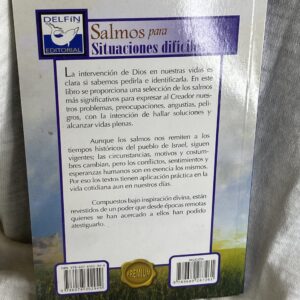 DELFÍN
EDITORIAL
Salmos para
Situaciones difíciles
La intervención de Dios en nuestras vidas es
clara si sabemos pedirla e identificarla. En este
libro se proporciona una selección de los salmos
más significativos para expresar al Creador nues-
tros problemas, preocupaciones, angustias, peli-
gros, con la intención de hallar soluciones y
alcanzar vidas plenas.
Aunque los salmos nos remiten a los
tiempos históricos del pueblo de Israel, siguen
vigentes; las circunstancias, motivos y costum-
bres cambian, pero los conflictos, sentimientos y
esperanzas humanos son en esencia los mismos.
Por eso los textos tienen aplicación práctica en la
vida cotidiana aun en nuestros días.
Compuestos bajo inspiración divina, están
revestidos de un poder que desde épocas remotas
quienes se han acercado a ellos han podido
atestiguarlo.
PREMIUM